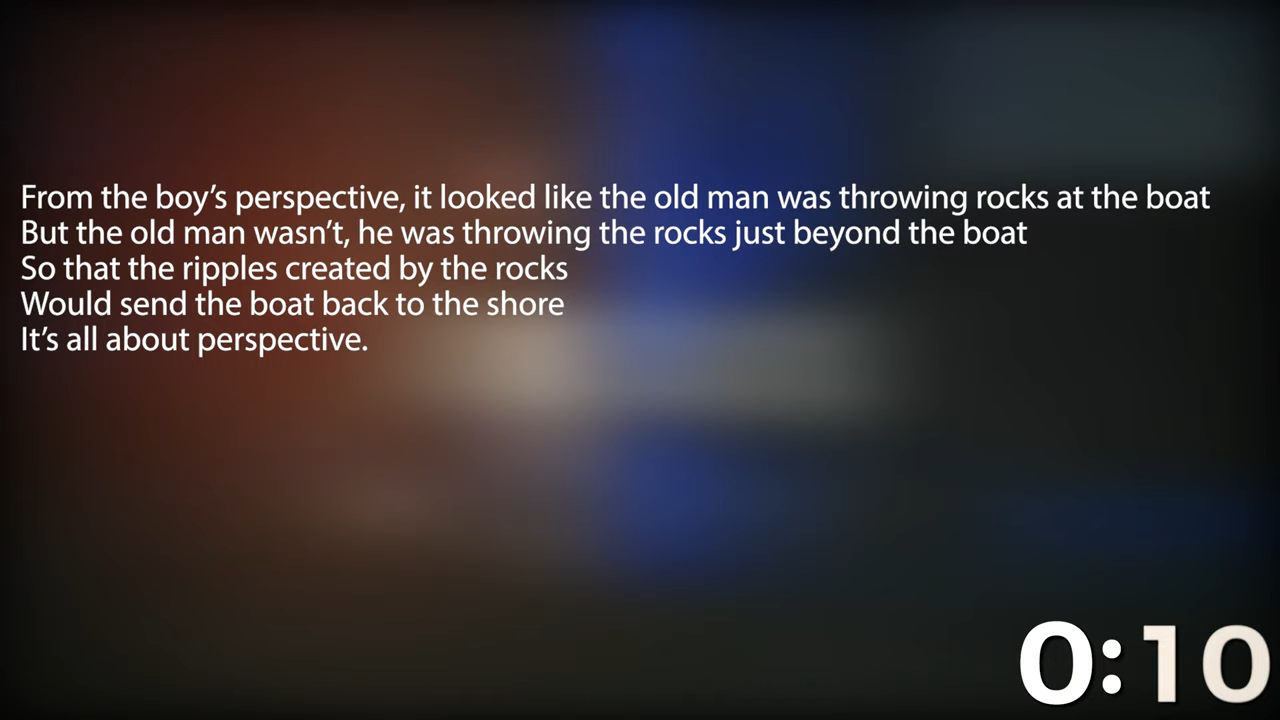 From the boy’s perspective, it looked like the old man was throwing rocks at the boat
But the old man wasn’t, he was throwing the rocks just beyond the boat
So that the ripples created by the rocks
Would send the boat back to the shore
It’s all about perspective.
0:10